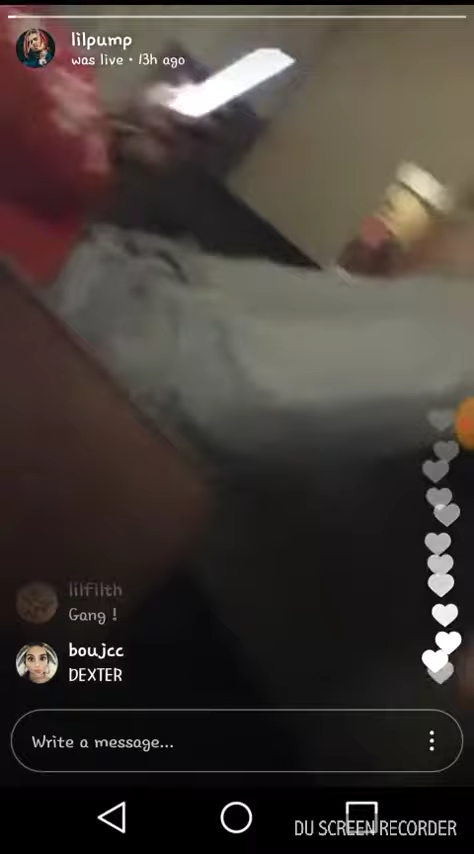 lilpump
was live • 13h ago
lilfilth
Gang !
boujcc
DEXTER
Write a message...
DU SCREEN RECORDER